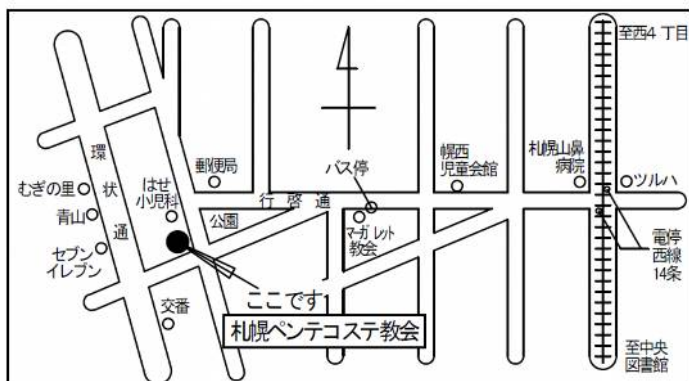 至西4丁目
環
状
通
むぎの里
青山
セブン
イレブン
はせ
小児科
郵便局
公園
行啓通
バス停
マーガレット
教会
幌西
児童会館
札幌山鼻
病院
ツルハ
電停
西線
14条
交番
ここです
札幌ペンテコステ教会
至中央
図書館